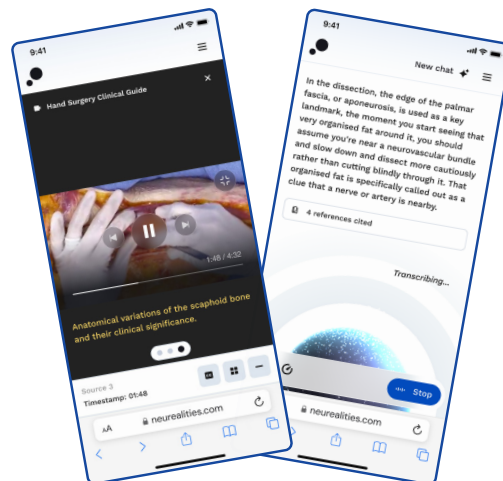 9:41
Hand Surgery Clinical Guide
1:48 / 4:32
Anatomical variations of the scaphoid bone
and their clinical significance.
Source 3
Timestamp: 01:48
AA
neurealities.com
9:41
New chat
In the dissection, the edge of the palmar
fascia, or aponeurosis, is used as a key
landmark, the moment you start seeing that
very organised fat around it, you should
assume you're near a neurovascular bundle
and slow down and dissect more cautiously
rather than cutting blindly through it. That
organised fat is specifically called out as a
clue that a nerve or artery is nearby.
4 references cited
Transcribing...
Stop
neurealities.com